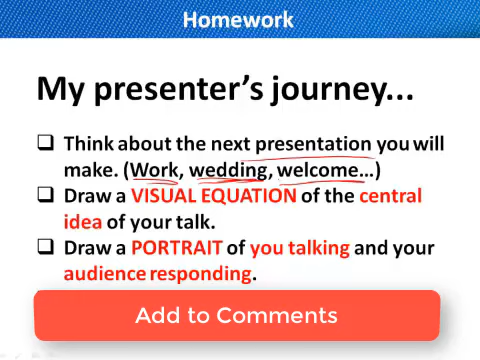 Homework
My presenter's journey...
Think about the next presentation you will
make. (Work, wedding, welcome...)
Draw a VISUAL EQUATION of the central
idea of your talk.
Draw a PORTRAIT of you talking and your
audience responding.
Add to Comments